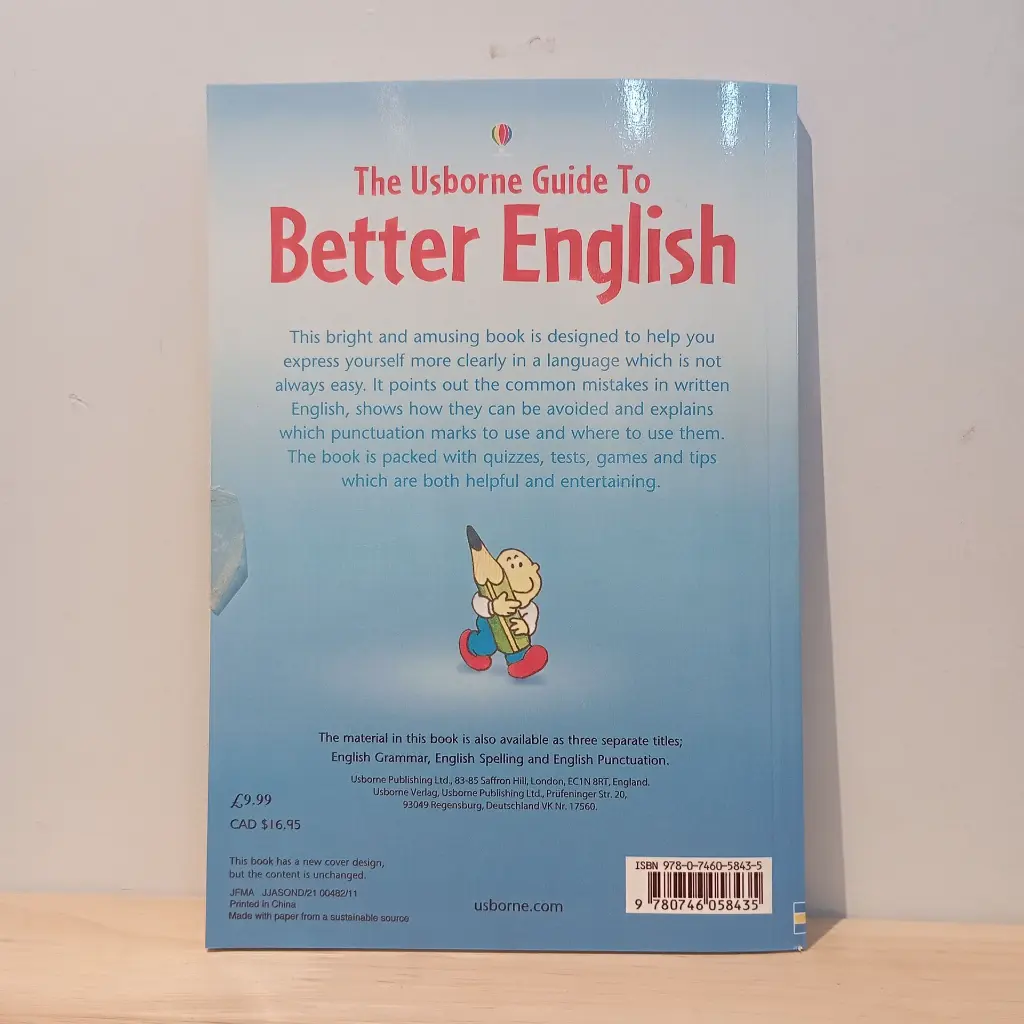 The Usborne Guide To
Better English
This bright and amusing book is designed to help you
express yourself more clearly in a language which is not
always easy. It points out the common mistakes in written
English, shows how they can be avoided and explains
which punctuation marks to use and where to use them.
The book is packed with quizzes, tests, games and tips
which are both helpful and entertaining.
The material in this book is also available as three separate titles;
English Grammar, English Spelling and English Punctuation.
Usborne Publishing Ltd., 83-85 Saffron Hill, London, EC1N 8RT, England.
Usborne Verlag, Usborne Publishing Ltd., Prüfeninger Str. 20,
93049 Regensburg, Deutschland VK Nr. 17560.
£9.99
CAD $16.95
This book has a new cover design,
but the content is unchanged.
JFMA JJASOND/21 00482/11
Printed in China
Made with paper from a sustainable source
usborne.com
ISBN 978-0-7460-5843-5
9 780746 058435